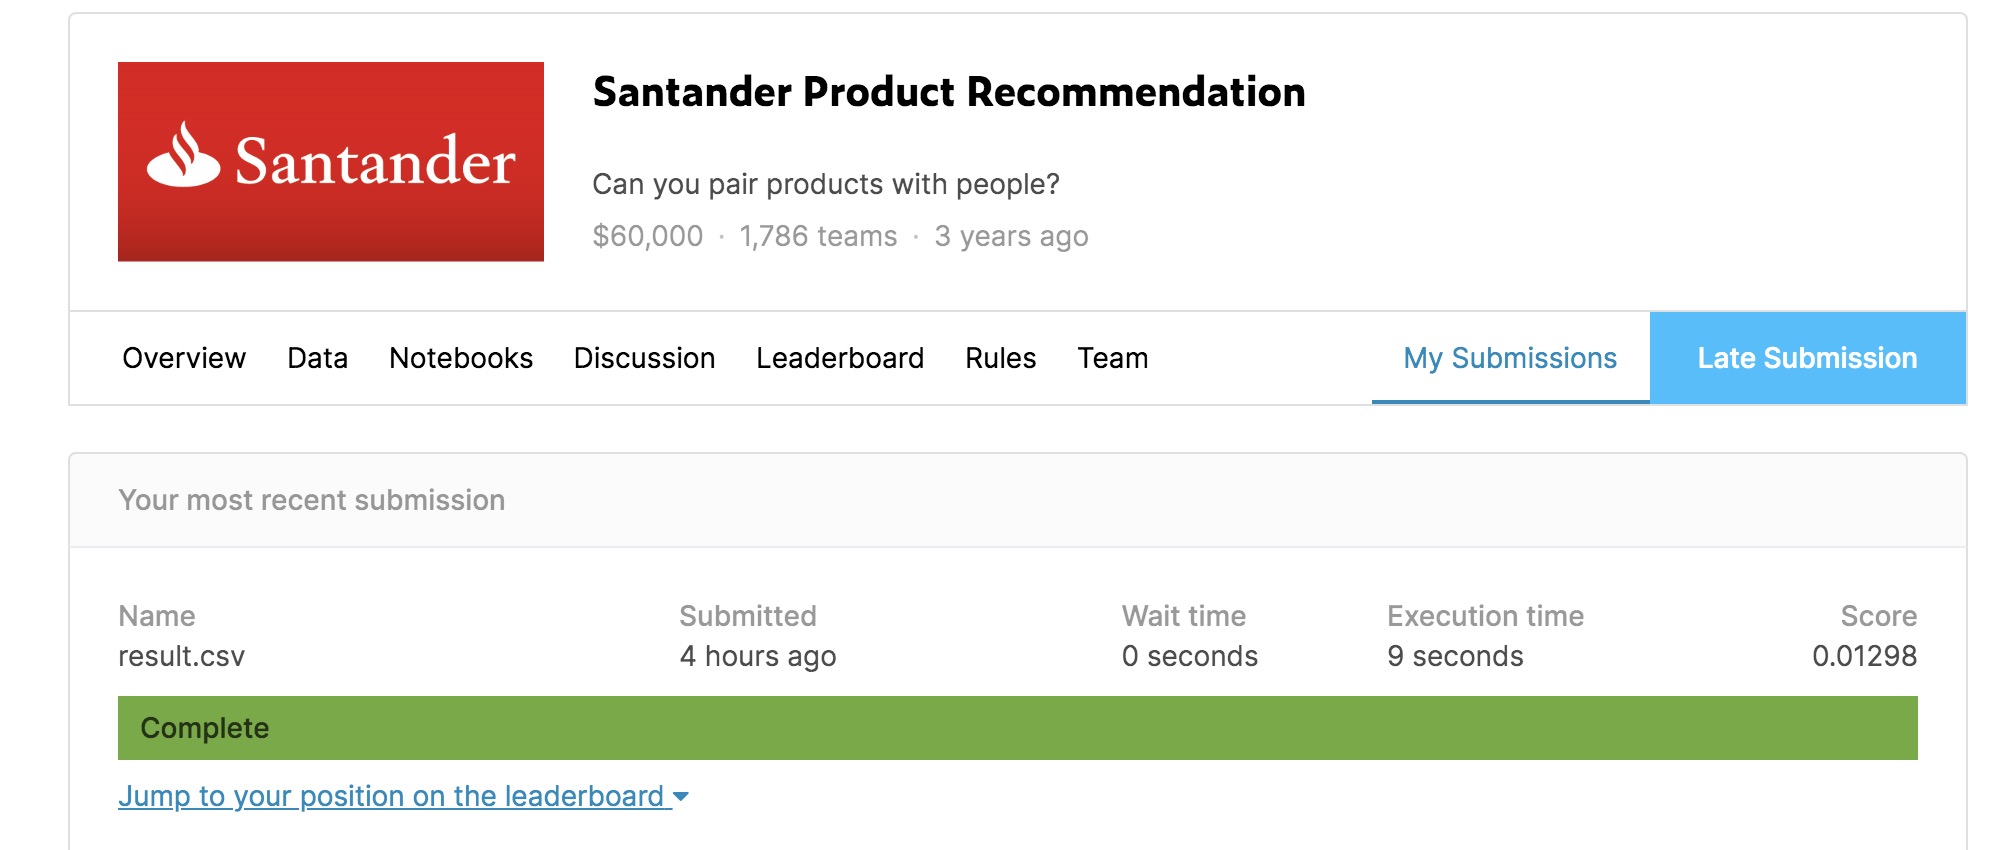 Santander
Santander Product Recommendation
Can you pair products with people?
$60,000 · 1,786 teams · 3 years ago
Overview Data Notebooks Discussion Leaderboard Rules Team My Submissions Late Submission
Your most recent submission
Name Submitted Wait time Execution time Score
result.csv 4 hours ago 0 seconds 9 seconds 0.01298
Complete
Jump to your position on the leaderboard